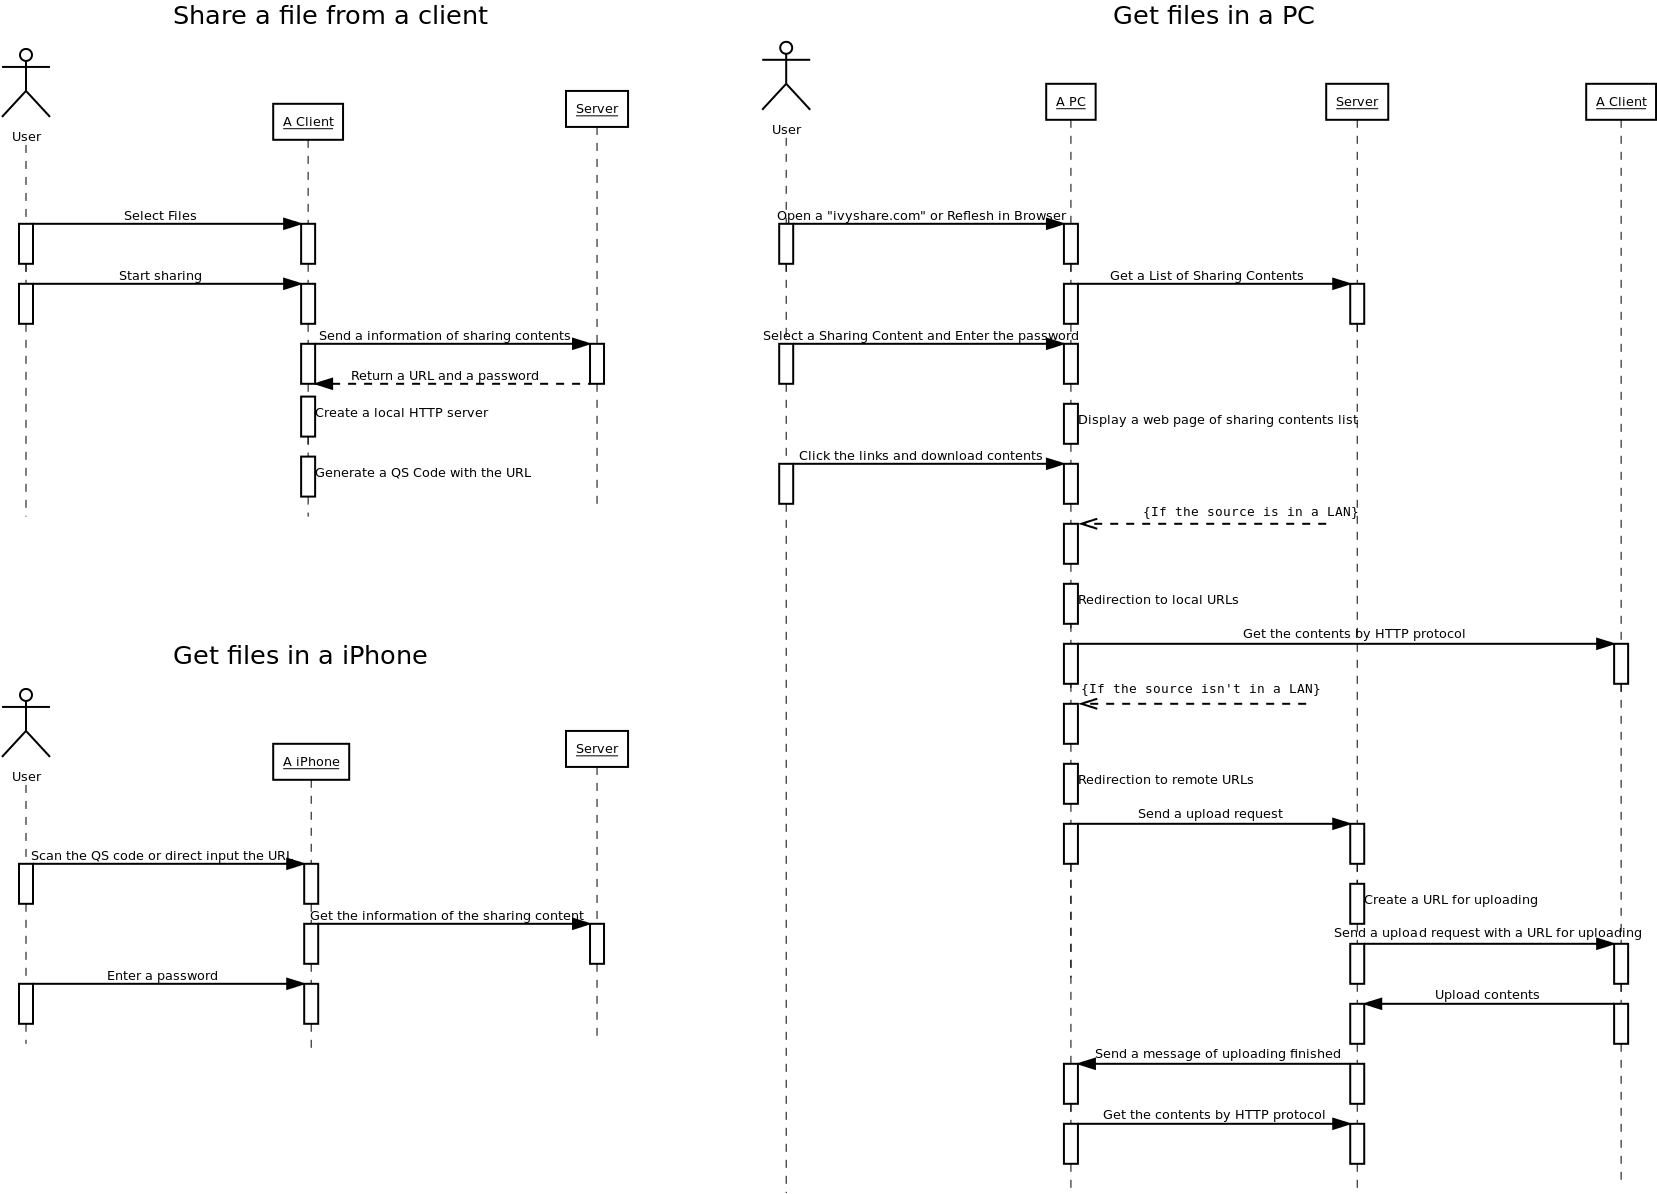 Share a file from a client
User
A Client
Server
Select Files
Start sharing
Send a information of sharing contents
Return a URL and a password
Create a local HTTP server
Generate a QS Code with the URL
Get files in a iPhone
User
A iPhone
Server
Scan the QS code or direct input the URL
Get the information of the sharing content
Enter a password
Get files in a PC
User
A PC
Server
A Client
Open a "ivyshare.com" or Reflesh in Browser
Get a List of Sharing Contents
Select a Sharing Content and Enter the password
Display a web page of sharing contents list
Click the links and download contents
{If the source is in a LAN}
Redirection to local URLs
Get the contents by HTTP protocol
{If the source isn't in a LAN}
Redirection to remote URLs
Send a upload request
Create a URL for uploading
Send a upload request with a URL for uploading
Upload contents
Send a message of uploading finished
Get the contents by HTTP protocol